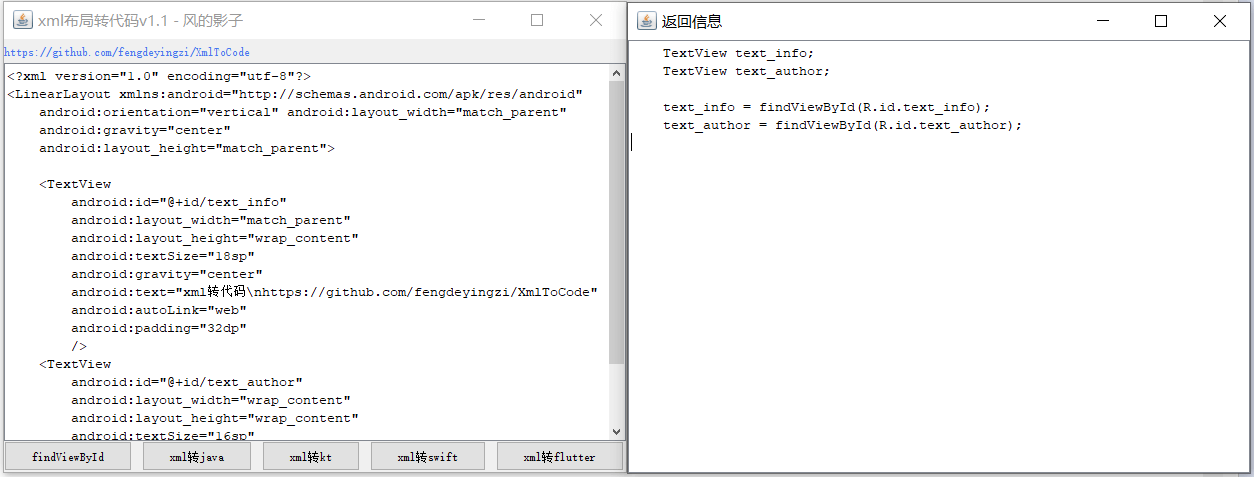 xml布局转代码v1.1 - 风的影子
https://github.com/fengdeyingzi/XmlToCode
<?xml version="1.0" encoding="utf-8"?>
<LinearLayout xmlns:android="http://schemas.android.com/apk/res/android"
    android:orientation="vertical" android:layout_width="match_parent"
    android:gravity="center"
    android:layout_height="match_parent">
    <TextView
        android:id="@+id/text_info"
        android:layout_width="match_parent"
        android:layout_height="wrap_content"
        android:textSize="18sp"
        android:gravity="center"
        android:text="xml转代码\nhttps://github.com/fengdeyingzi/XmlToCode"
        android:autoLink="web"
        android:padding="32dp"
        />
    <TextView
        android:id="@+id/text_author"
        android:layout_width="wrap_content"
        android:layout_height="wrap_content"
        android:textSize="16sp"
findViewById
xml转java
xml转kt
xml转swift
xml转flutter
返回信息
    TextView text_info;
    TextView text_author;
    text_info = findViewById(R.id.text_info);
    text_author = findViewById(R.id.text_author);